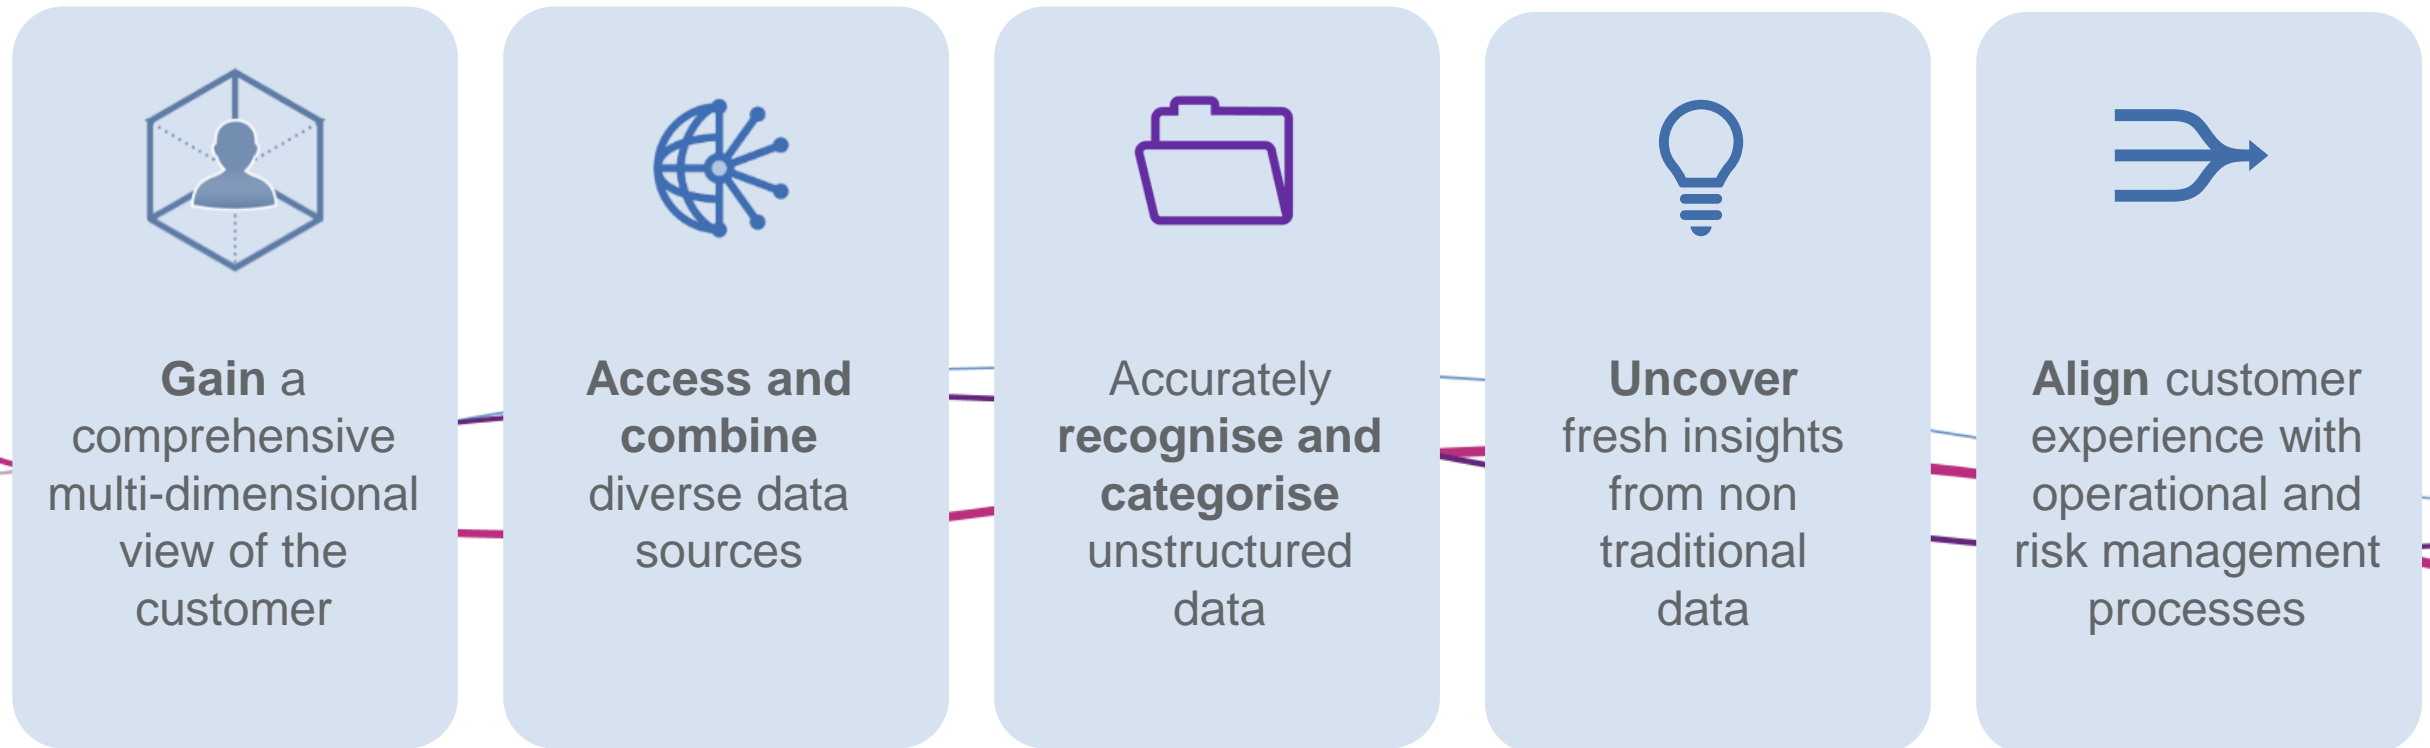 Gain a
comprehensive
multi-dimensional
view of the
customer
Access and
combine
diverse data
sources
Accurately
recognise and
categorise
unstructured
data
Uncover
fresh insights
from non
traditional
data
Align customer
experience with
operational and
risk management
processes